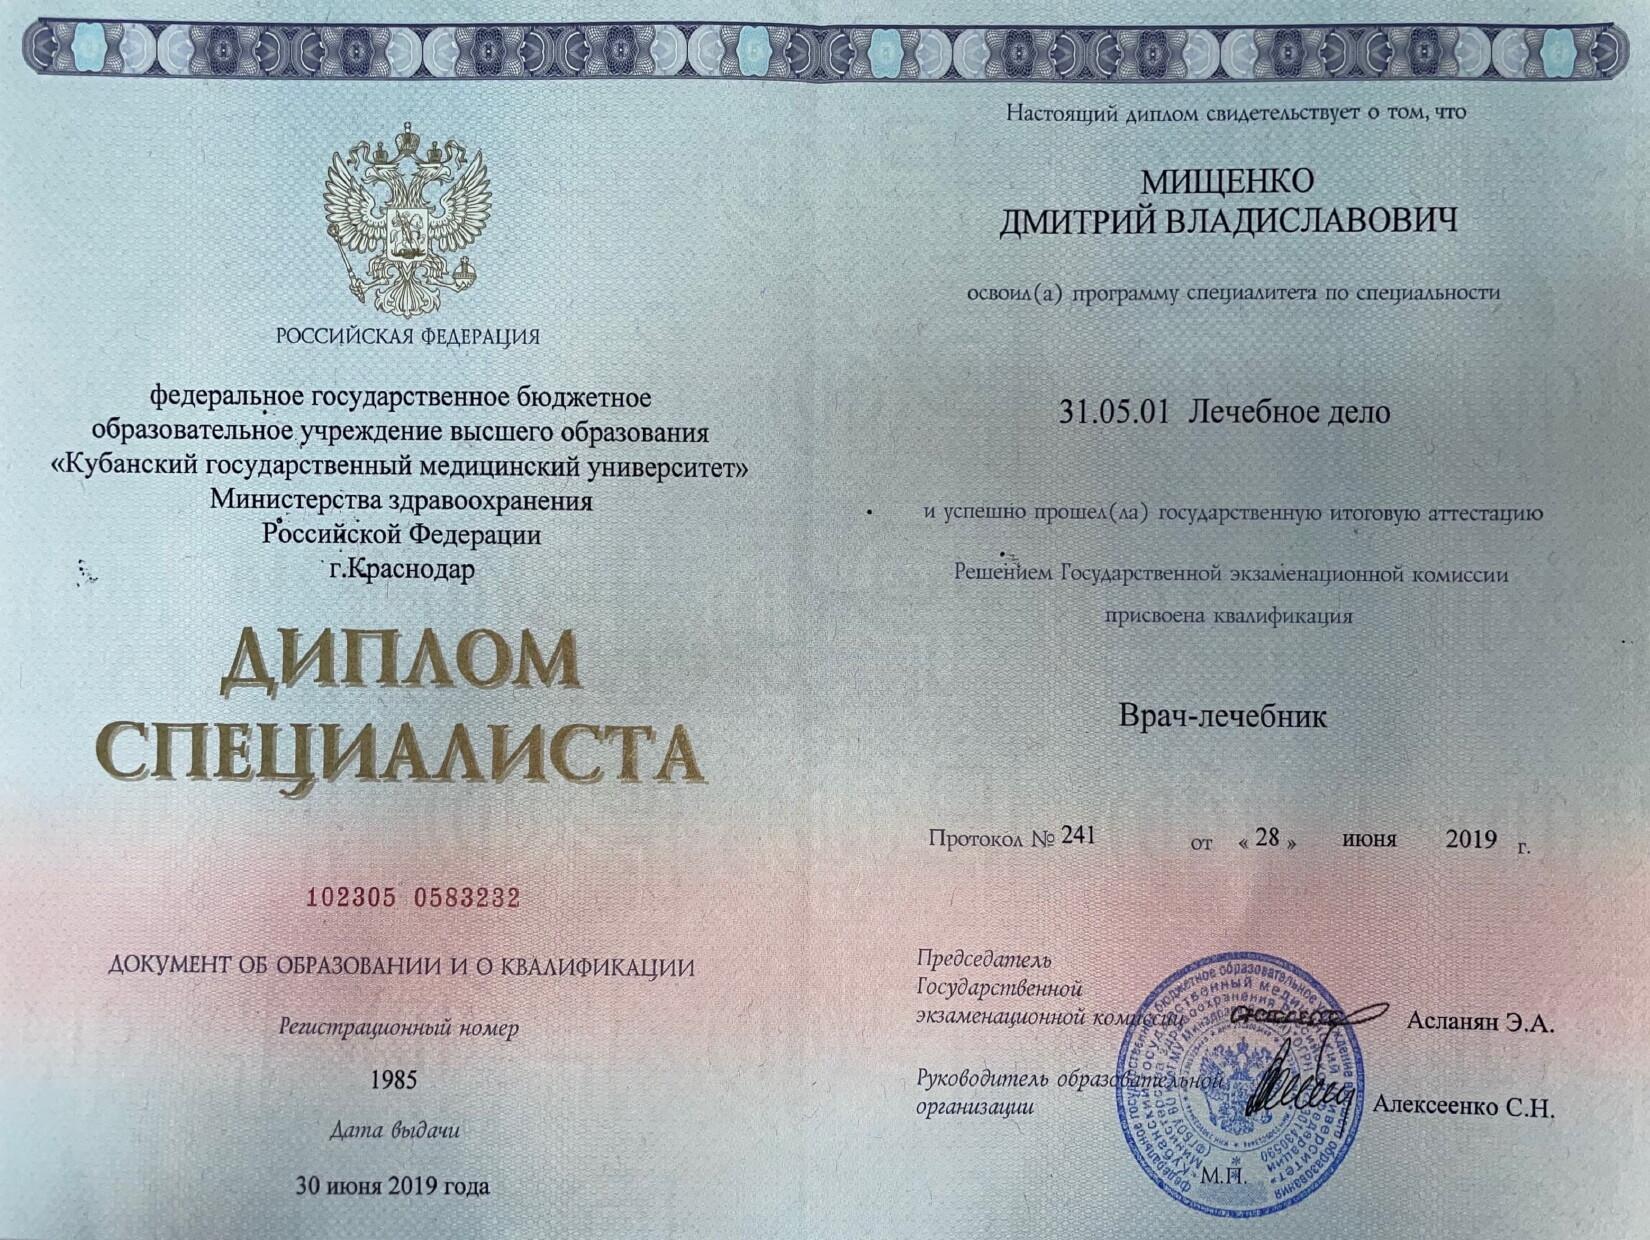 РОССИЙСКАЯ ФЕДЕРАЦИЯ
федеральное государственное бюджетное
образовательное учреждение высшего образования
«Кубанский государственный медицинский университет»
Министерства здравоохранения
Российской Федерации
г.Краснодар
ДИПЛОМ
СПЕЦИАЛИСТА
102305 0583232
ДОКУМЕНТ ОБ ОБРАЗОВАНИИ И О КВАЛИФИКАЦИИ
Регистрационный номер
1985
Дата выдачи
30 июня 2019 года
Настоящий диплом свидетельствует о том, что
МИЩЕНКО
ДМИТРИЙ ВЛАДИСЛАВОВИЧ
освоил(а) программу специалитета по специальности
31.05.01 Лечебное дело
и успешно прошел(ла) государственную итоговую аттестацию
Решением Государственной экзаменационной комиссии
присвоена квалификация
Врач-лечебник
Протокол № 241 от « 28 » июня 2019 г.
Председатель
Государственной
экзаменационной комиссии
Асланян Э.А.
Руководитель образовательной
организации
Алексеенко С.Н.
М.П.